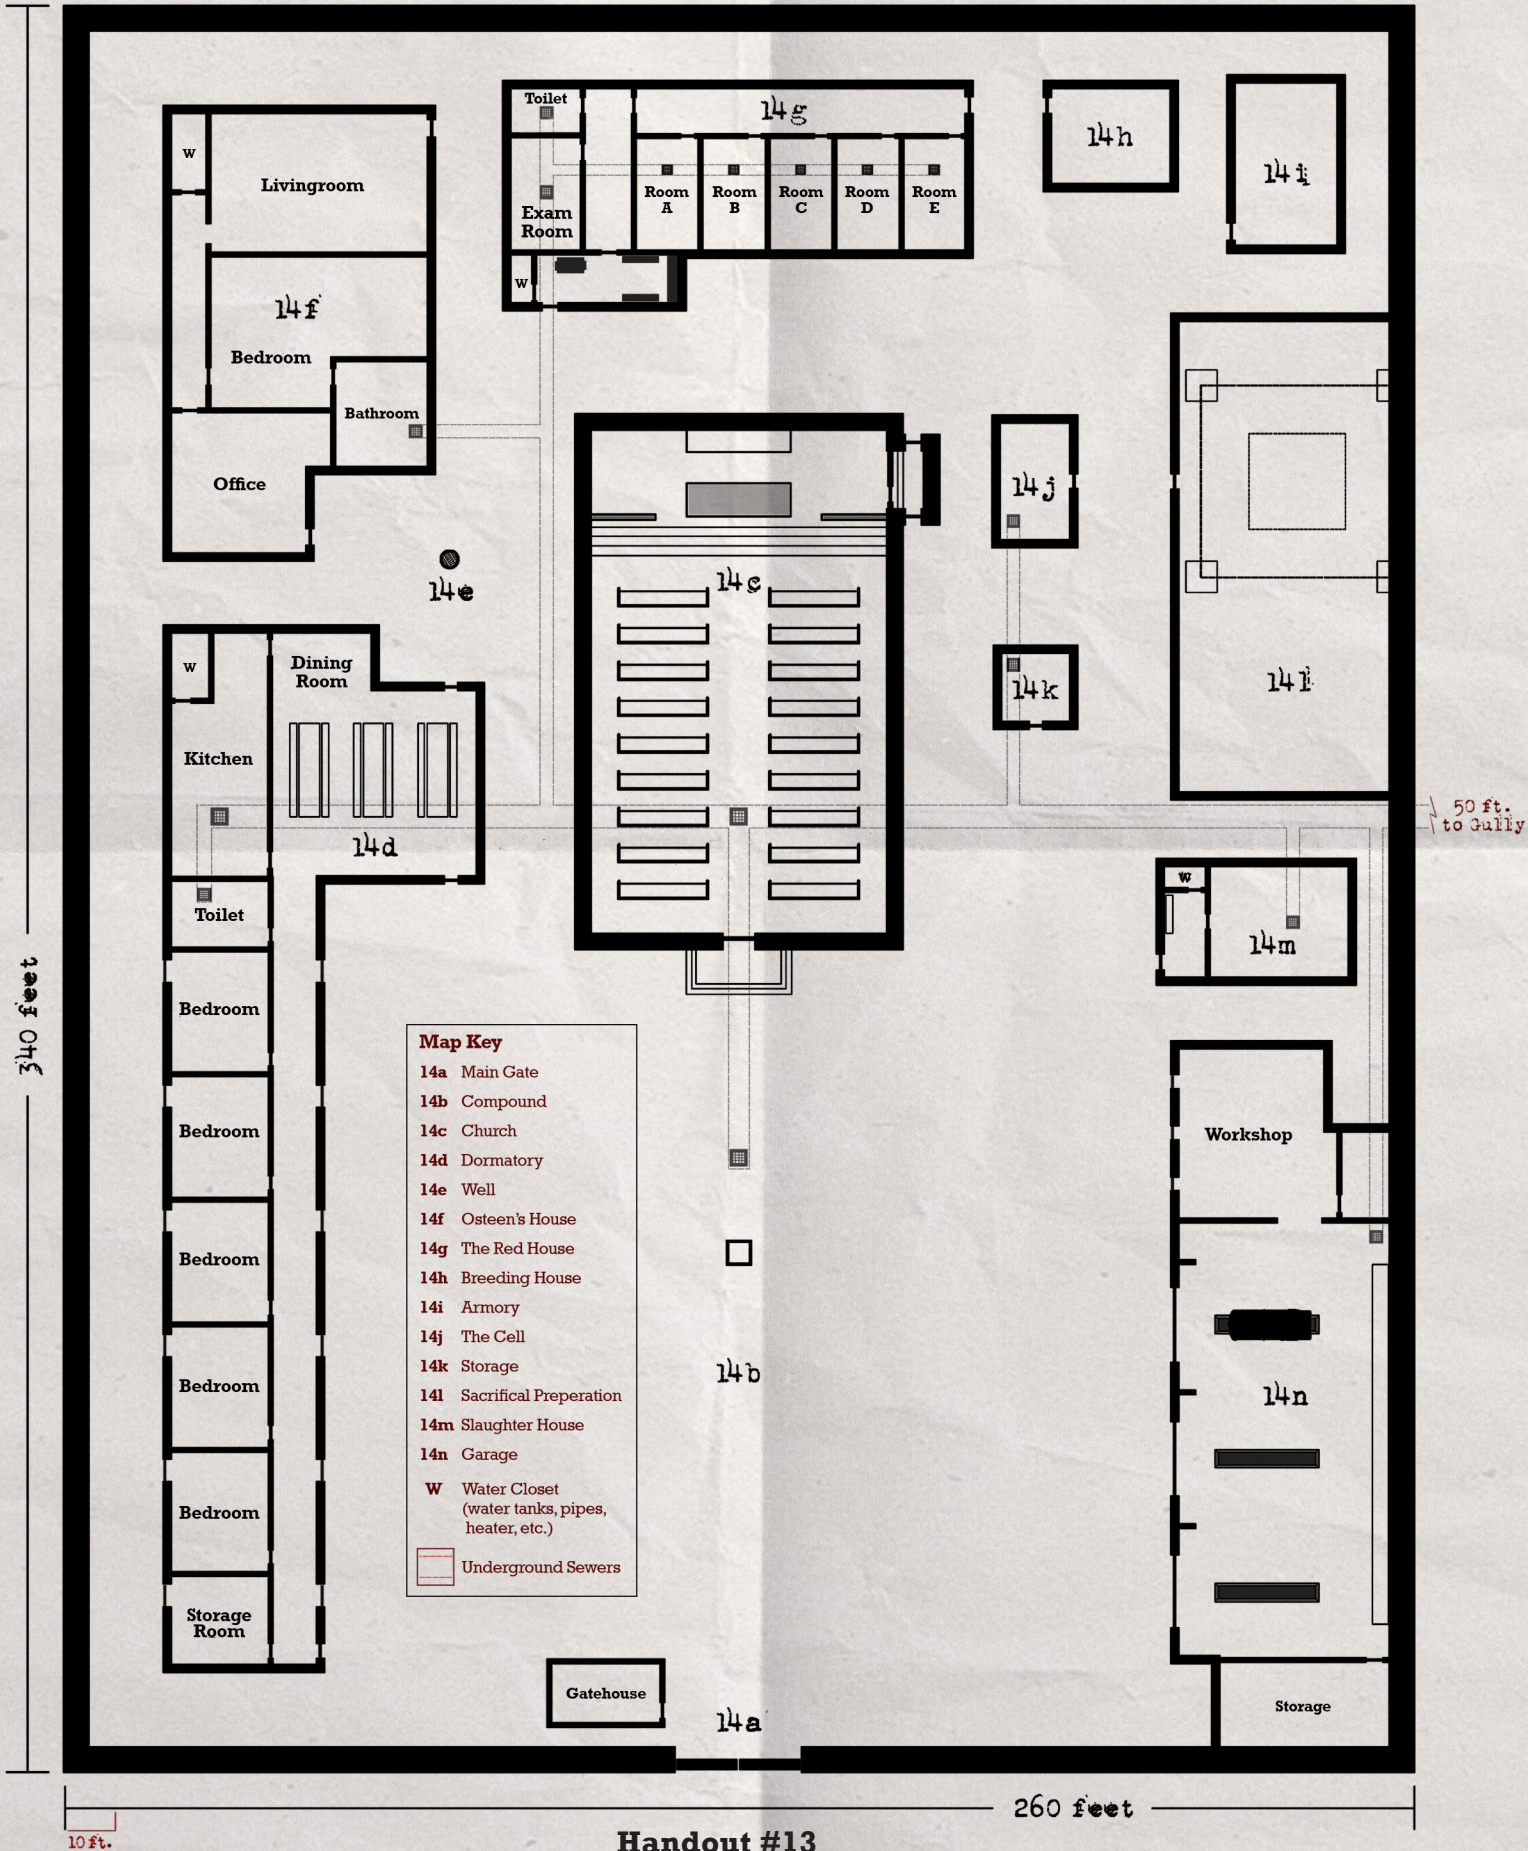 Toilet
14g
14h
14i
W
Livingroom
Exam
Room
Room
A
Room
B
Room
C
Room
D
Room
E
W
14f
Bedroom
Bathroom
Office
14e
14c
14j
14k
14l
W
Dining
Room
Kitchen
14d
Toilet
50 ft.
to Gully
W
14m
340 feet
Bedroom
Bedroom
Bedroom
Bedroom
Bedroom
Storage
Room
Map Key
14a Main Gate
14b Compound
14c Church
14d Dormatory
14e Well
14f Osteen's House
14g The Red House
14h Breeding House
14i Armory
14j The Cell
14k Storage
14l Sacrifical Preperation
14m Slaughter House
14n Garage
W Water Closet
(water tanks, pipes,
heater, etc.)
Underground Sewers
Workshop
14b
14n
Gatehouse
14a
Storage
260 feet
10 ft.
Handout #13